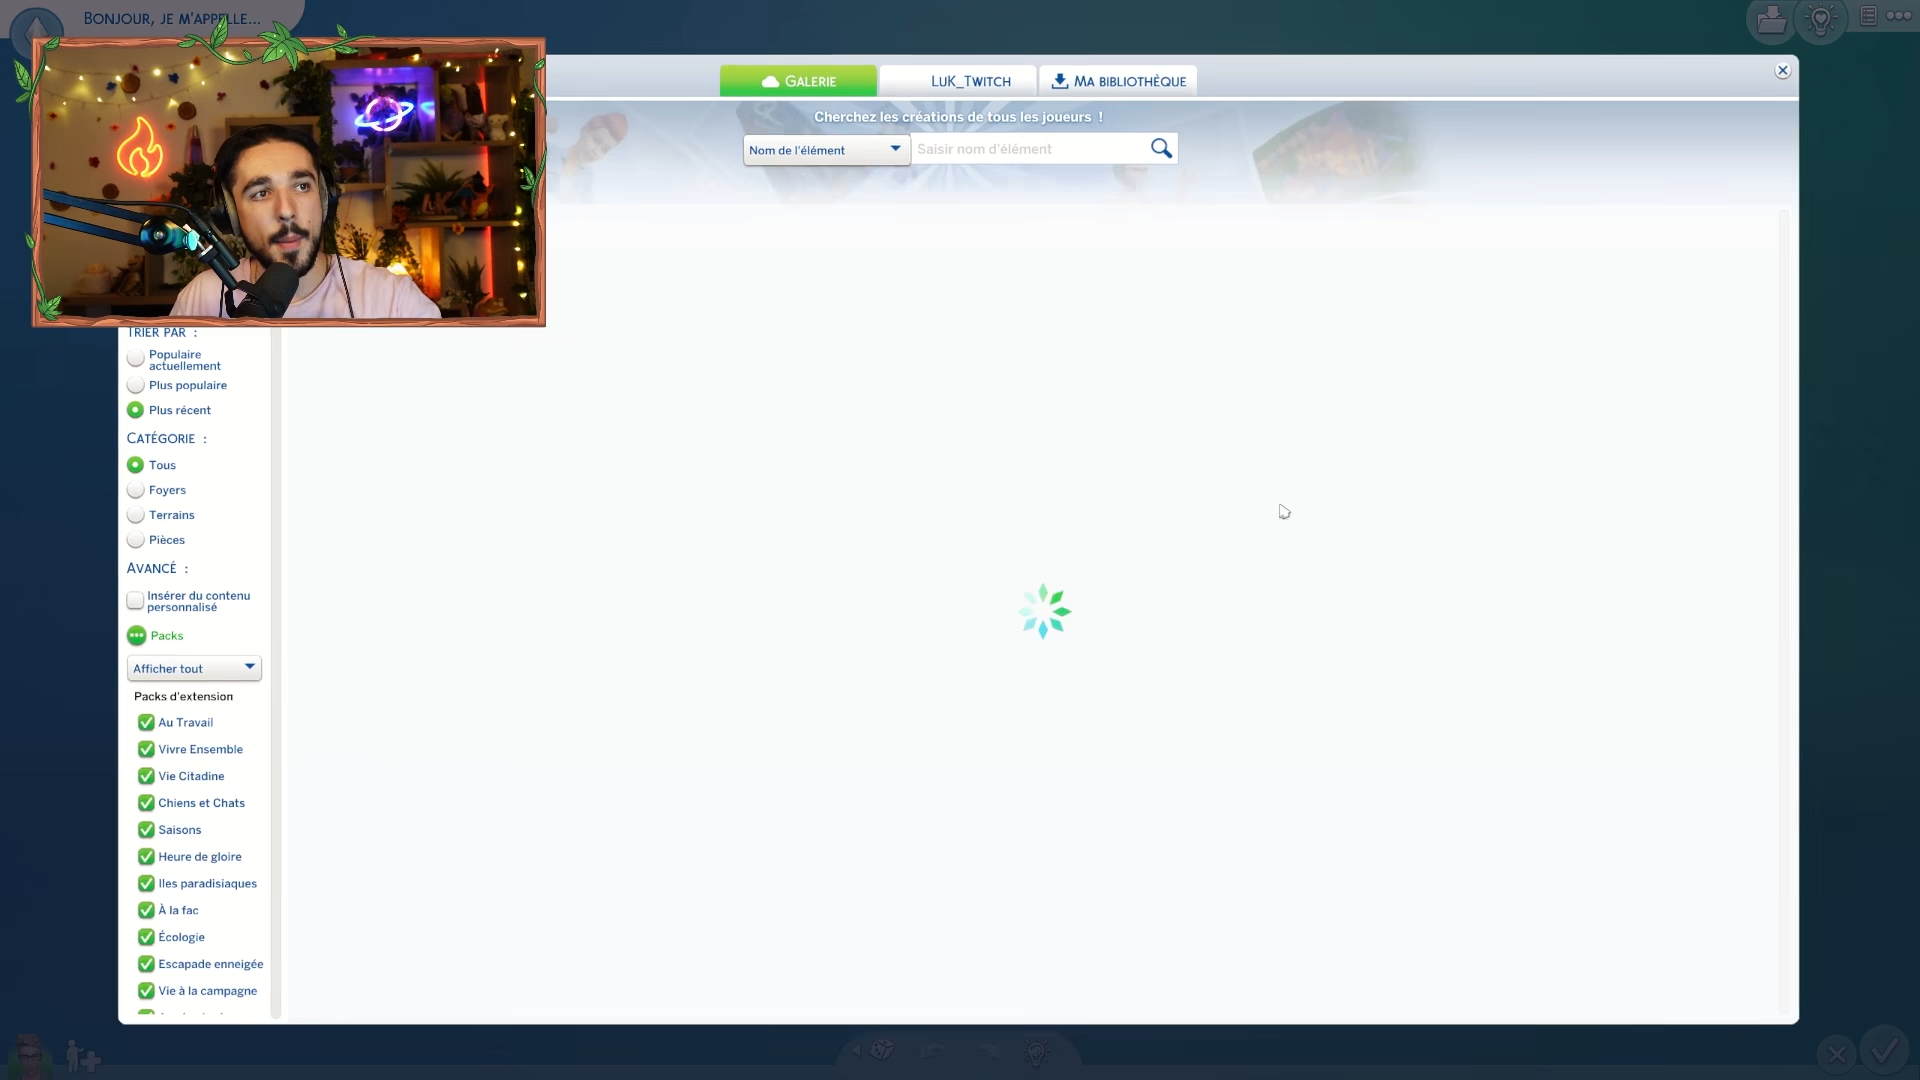 BONJOUR, JE M'APPELLE...
GALERIE
LUK_TWITCH
MA BIBLIOTHÈQUE
Cherchez les créations de tous les joueurs !
Nom de l'élément
Saisir nom d'élément
TRIER PAR :
Populaire
actuellement
Plus populaire
Plus récent
CATÉGORIE :
Tous
Foyers
Terrains
Pièces
AVANCÉ :
Insérer du contenu
personnalisé
Packs
Afficher tout
Packs d'extension
Au Travail
Vivre Ensemble
Vie Citadine
Chiens et Chats
Saisons
Heure de gloire
Iles paradisiaques
À la fac
Écologie
Escapade enneigée
Vie à la campagne